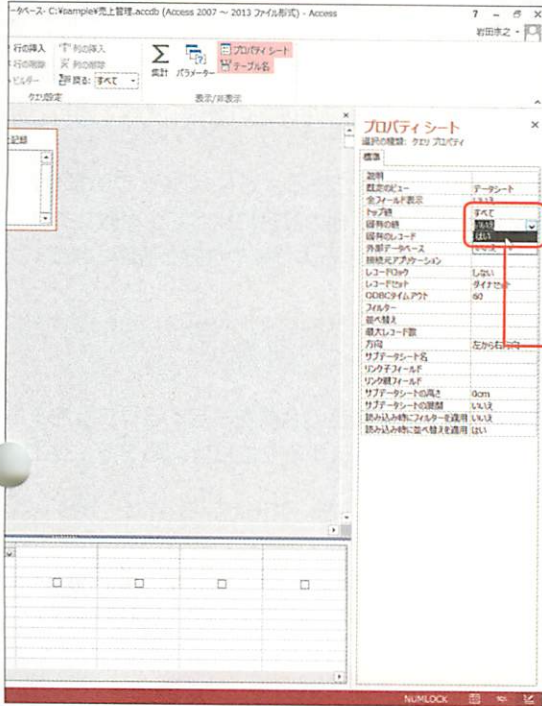 ータベース- C:¥sample¥売上管理.accdb (Access 2007 ～ 2013 ファイル形式) - Access
行の挿入 列の挿入
行の削除 列の削除
ビルダー 戻る: すべて
集計 パラメーター
プロパティ シート
テーブル名
クエリ設定 表示/非表示
プロパティ シート
選択の種類: クエリ プロパティ
標準
説明
既定のビュー データシート
全フィールド表示 いいえ
トップ値 すべて
固有の値 いいえ
はい
固有のレコード いいえ
外部データベース
接続元アプリケーション
レコードロック しない
レコードセット ダイナセット
ODBCタイムアウト 60
フィルター
並べ替え
最大レコード数
方向 左から右方向
サブデータシート名
リンク子フィールド
リンク親フィールド
サブデータシートの高さ 0cm
サブデータシートの展開 いいえ
読み込み時にフィルターを適用 いいえ
読み込み時に並べ替えを適用 はい
NUMLOCK